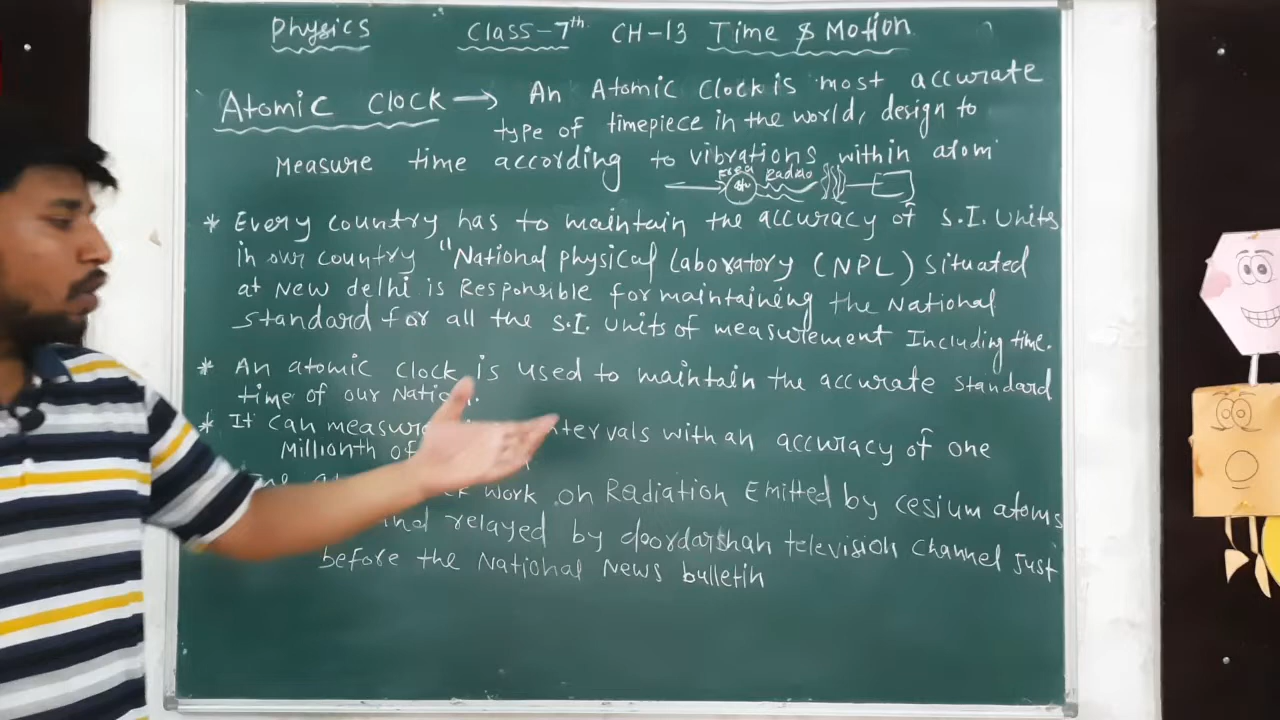 Physics Class-7th CH-13 Time & Motion
Atomic Clock → An Atomic Clock is most accurate
type of timepiece in the world, design to
Measure time according to vibrations within atom
Radio
* Every country has to maintain the accuracy of S.I. Units
in our country "National physical Laboratory (NPL) situated
at New delhi is Responsible for maintaining the National
standard for all the S.I. Units of measurement Including time.
* An atomic clock is used to maintain the accurate standard
time of our
* It can with an accuracy of one
Millionth of
work on Radiation Emitted by cesium atoms
relayed by doordarshan television channel Just
before the National News bulletin